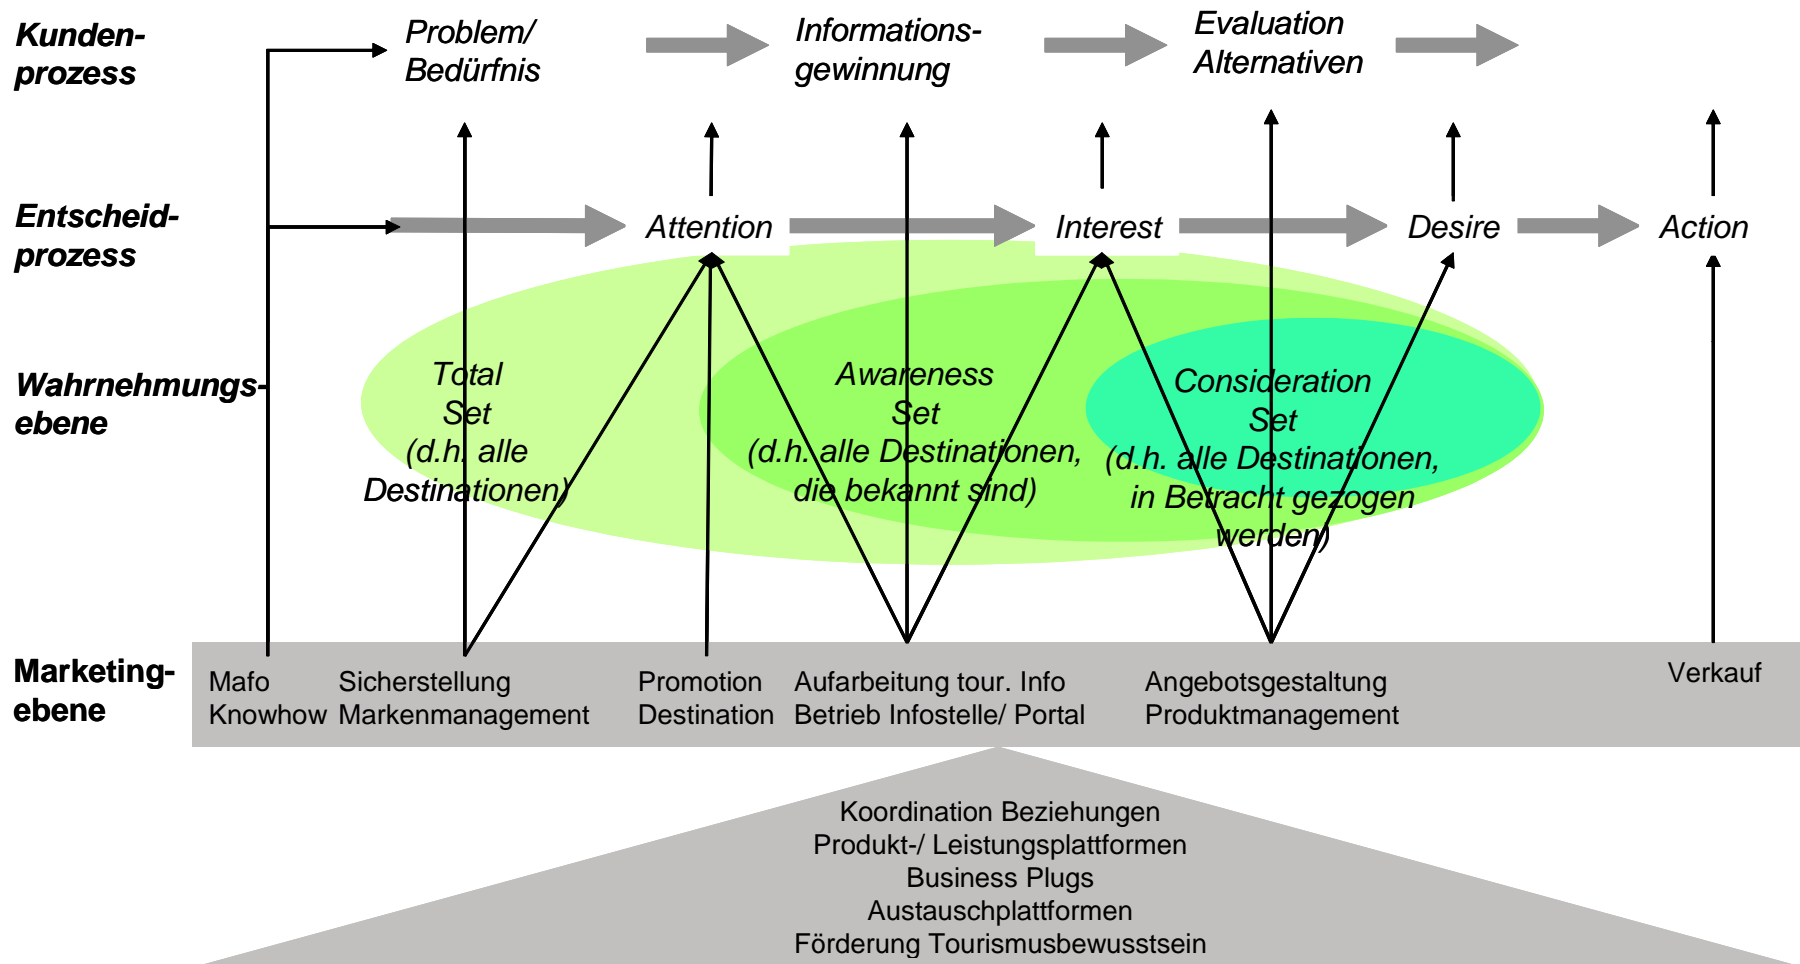 Kunden-
prozess
Problem/
Bedürfnis
Informations-
gewinnung
Evaluation
Alternativen
Entscheid-
prozess
Attention
Interest
Desire
Action
Wahrnehmungs-
ebene
Total
Set
(d.h. alle
Destinationen)
Awareness
Set
(d.h. alle Destinationen,
die bekannt sind)
Consideration
Set
(d.h. alle Destinationen,
in Betracht gezogen
werden)
Marketing-
ebene
Mafo
Knowhow
Sicherstellung
Markenmanagement
Promotion
Destination
Aufarbeitung tour. Info
Betrieb Infostelle/ Portal
Angebotsgestaltung
Produktmanagement
Verkauf
Koordination Beziehungen
Produkt-/ Leistungsplattformen
Business Plugs
Austauschplattformen
Förderung Tourismusbewusstsein